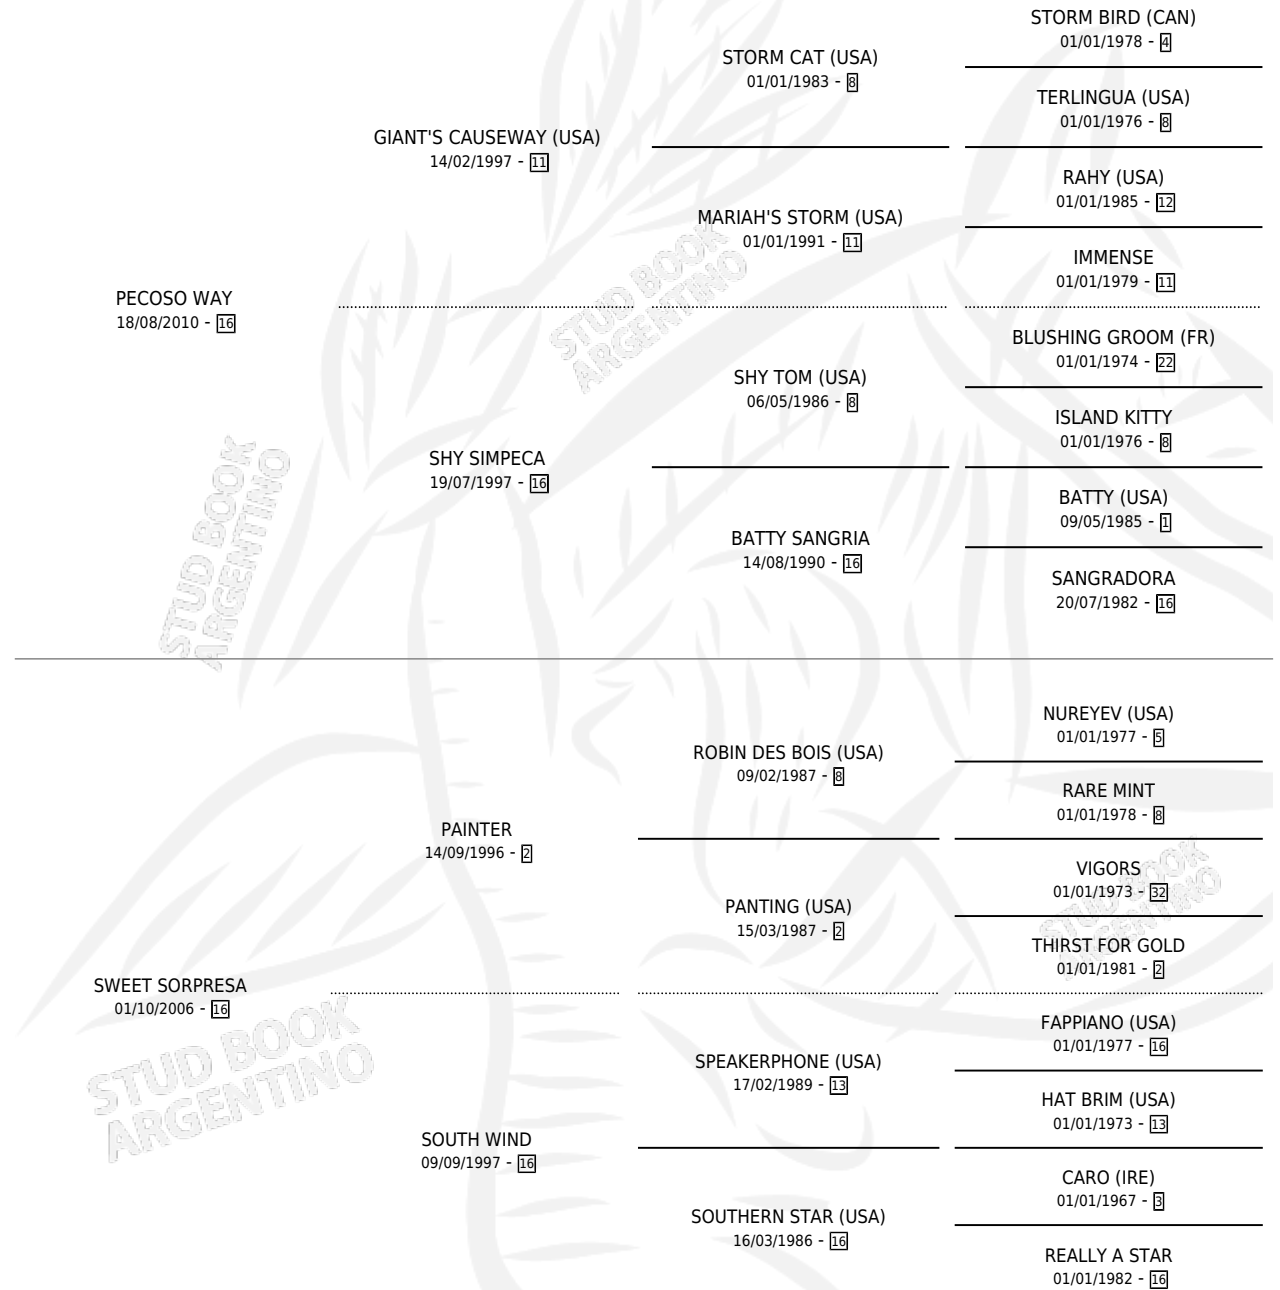 STORM BIRD (CAN)
01/01/1978 - 4
STORM CAT (USA)
01/01/1983 - 8
TERLINGUA (USA)
01/01/1976 - 8
GIANT'S CAUSEWAY (USA)
14/02/1997 - 11
RAHY (USA)
01/01/1985 - 12
MARIAH'S STORM (USA)
01/01/1991 - 11
IMMENSE
01/01/1979 - 11
PECOSO WAY
18/08/2010 - 16
BLUSHING GROOM (FR)
01/01/1974 - 22
SHY TOM (USA)
06/05/1986 - 8
ISLAND KITTY
01/01/1976 - 8
SHY SIMPECA
19/07/1997 - 16
BATTY (USA)
09/05/1985 - 1
BATTY SANGRIA
14/08/1990 - 16
SANGRADORA
20/07/1982 - 16
NUREYEV (USA)
01/01/1977 - 5
ROBIN DES BOIS (USA)
09/02/1987 - 8
RARE MINT
01/01/1978 - 8
PAINTER
14/09/1996 - 2
VIGORS
01/01/1973 - 32
PANTING (USA)
15/03/1987 - 2
THIRST FOR GOLD
01/01/1981 - 2
SWEET SORPRESA
01/10/2006 - 16
FAPPIANO (USA)
01/01/1977 - 16
SPEAKERPHONE (USA)
17/02/1989 - 13
HAT BRIM (USA)
01/01/1973 - 13
SOUTH WIND
09/09/1997 - 16
CARO (IRE)
01/01/1967 - 3
SOUTHERN STAR (USA)
16/03/1986 - 16
REALLY A STAR
01/01/1982 - 16
STUD BOOK
ARGENTINO
STUD BOOK
ARGENTINO
STUD BOOK
ARGENTINO
STUD BOOK
ARGENTINO